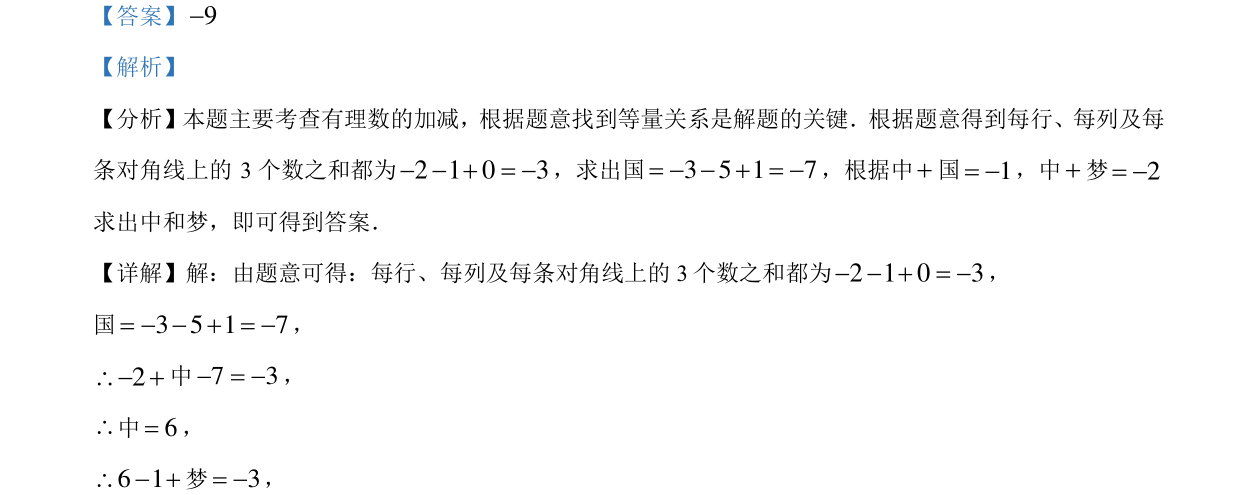 【答案】−9
【解析】
【分析】本题主要考查有理数的加减，根据题意找到等量关系是解题的关键．根据题意得到每行、每列及每
条对角线上的 3 个数之和都为−2−1+0=−3，求出国=−3−5+1=−7，根据中+国=−1，中+梦=−2
求出中和梦，即可得到答案．
【详解】解：由题意可得：每行、每列及每条对角线上的 3 个数之和都为−2−1+0=−3，
国=−3−5+1=−7，
∴−2+中−7=−3，
∴中=6，
∴6−1+梦=−3，